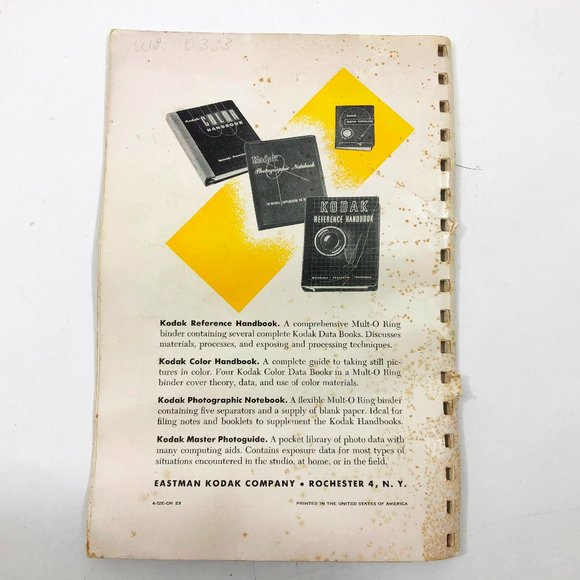 Kodak
COLOR
HANDBOOK
Kodak
Kodak
Photographic Notebook
KODAK
REFERENCE HANDBOOK
Kodak Reference Handbook. A comprehensive Mult-O Ring
binder containing several complete Kodak Data Books. Discusses
materials, processes, and exposing and processing techniques.
Kodak Color Handbook. A complete guide to taking still pic-
tures in color. Four Kodak Color Data Books in a Mult-O Ring
binder cover theory, data, and use of color materials.
Kodak Photographic Notebook. A flexible Mult-O Ring binder
containing five separators and a supply of blank paper. Ideal for
filing notes and booklets to supplement the Kodak Handbooks.
Kodak Master Photoguide. A pocket library of photo data with
many computing aids. Contains exposure data for most types of
situations encountered in the studio, at home, or in the field.
EASTMAN KODAK COMPANY • ROCHESTER 4, N. Y.
PRINTED IN THE UNITED STATES OF AMERICA